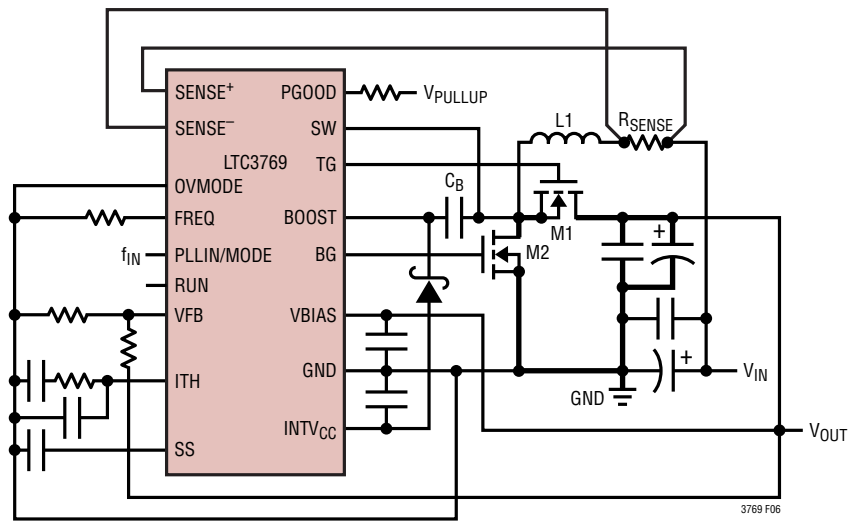 SENSE+
SENSE−
LTC3769
OVMODE
FREQ
fIN
PLLIN/MODE
RUN
VFB
ITH
SS
PGOOD
VPULLUP
SW
TG
BOOST
BG
VBIAS
GND
INTVCC
CB
L1
RSENSE
M1
M2
+
+
GND
VIN
VOUT
3769 F06